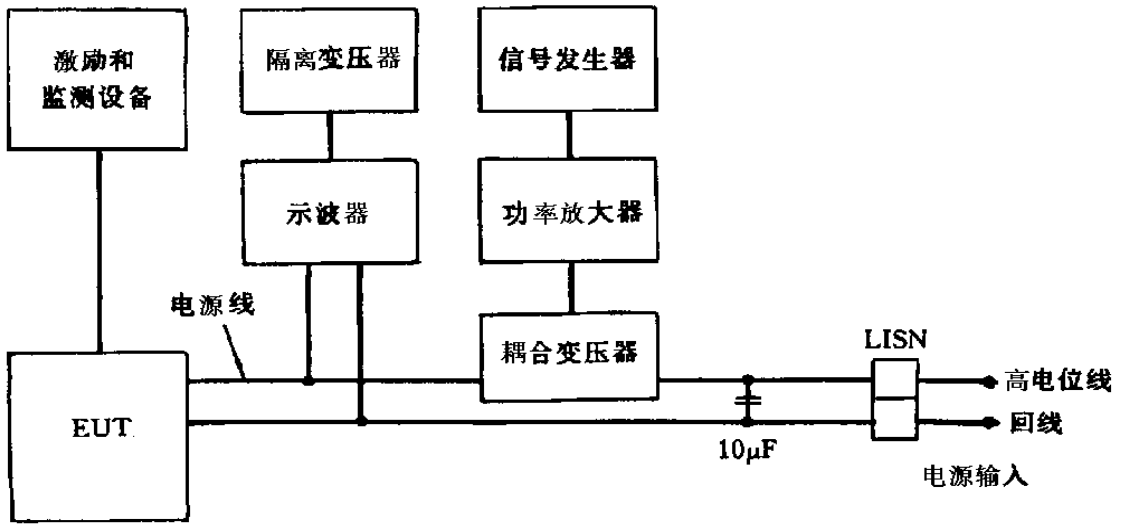 激励和
监测设备
隔离变压器
信号发生器
示波器
功率放大器
电源线
耦合变压器
LISN
高电位线
EUT
回线
10μF
电源输入